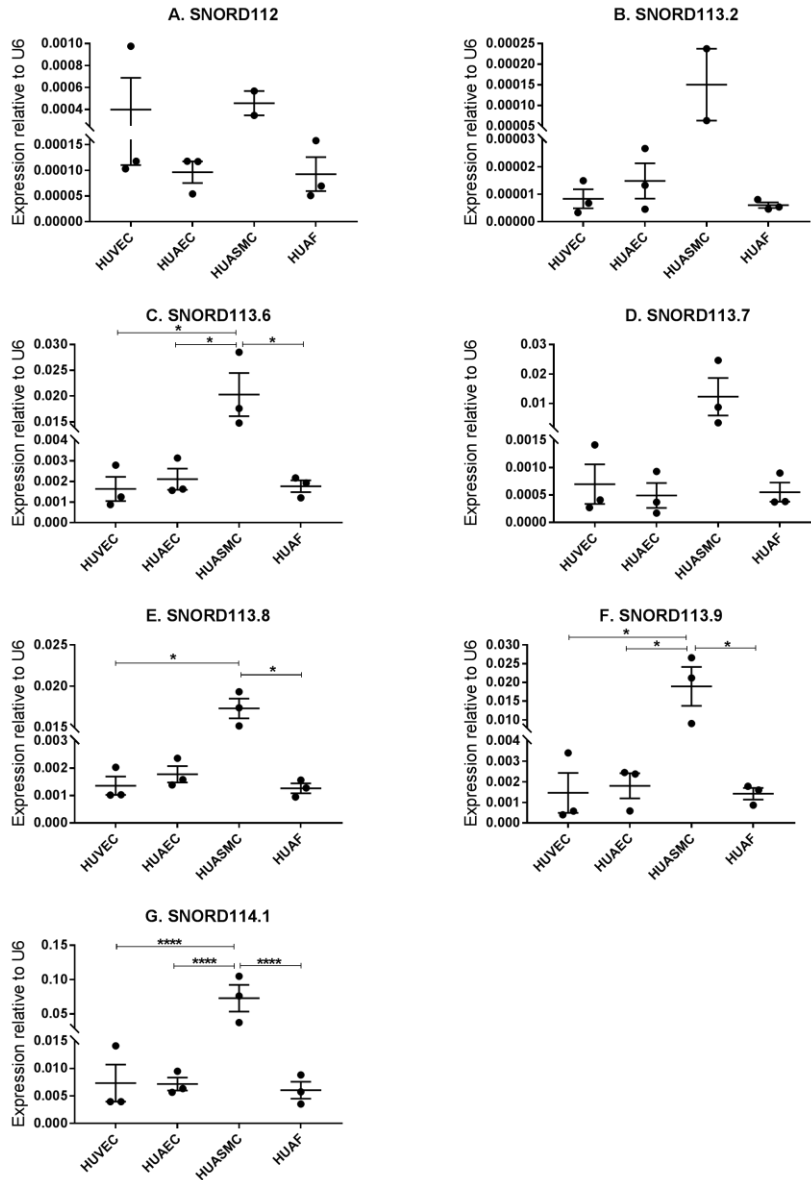 A. SNORD112
Expression relative to U6
0.0010
0.0008
0.0006
0.0004
0.00015
0.00010
0.00005
0.00000
HUVEC
HUAEC
HUASMC
HUAF
B. SNORD113.2
Expression relative to U6
0.00025
0.00020
0.00015
0.00010
0.00005
0.00003
0.00002
0.00001
0.00000
HUVEC
HUAEC
HUASMC
HUAF
C. SNORD113.6
Expression relative to U6
0.030
0.025
0.020
0.015
0.004
0.003
0.002
0.001
0.000
*
*
*
HUVEC
HUAEC
HUASMC
HUAF
D. SNORD113.7
Expression relative to U6
0.03
0.02
0.01
0.0015
0.0010
0.0005
0.0000
HUVEC
HUAEC
HUASMC
HUAF
E. SNORD113.8
Expression relative to U6
0.025
0.020
0.015
0.003
0.002
0.001
0.000
*
*
HUVEC
HUAEC
HUASMC
HUAF
F. SNORD113.9
Expression relative to U6
0.030
0.025
0.020
0.015
0.010
0.004
0.003
0.002
0.001
0.000
*
*
*
HUVEC
HUAEC
HUASMC
HUAF
G. SNORD114.1
Expression relative to U6
0.15
0.10
0.05
0.015
0.010
0.005
0.000
****
****
****
HUVEC
HUAEC
HUASMC
HUAF